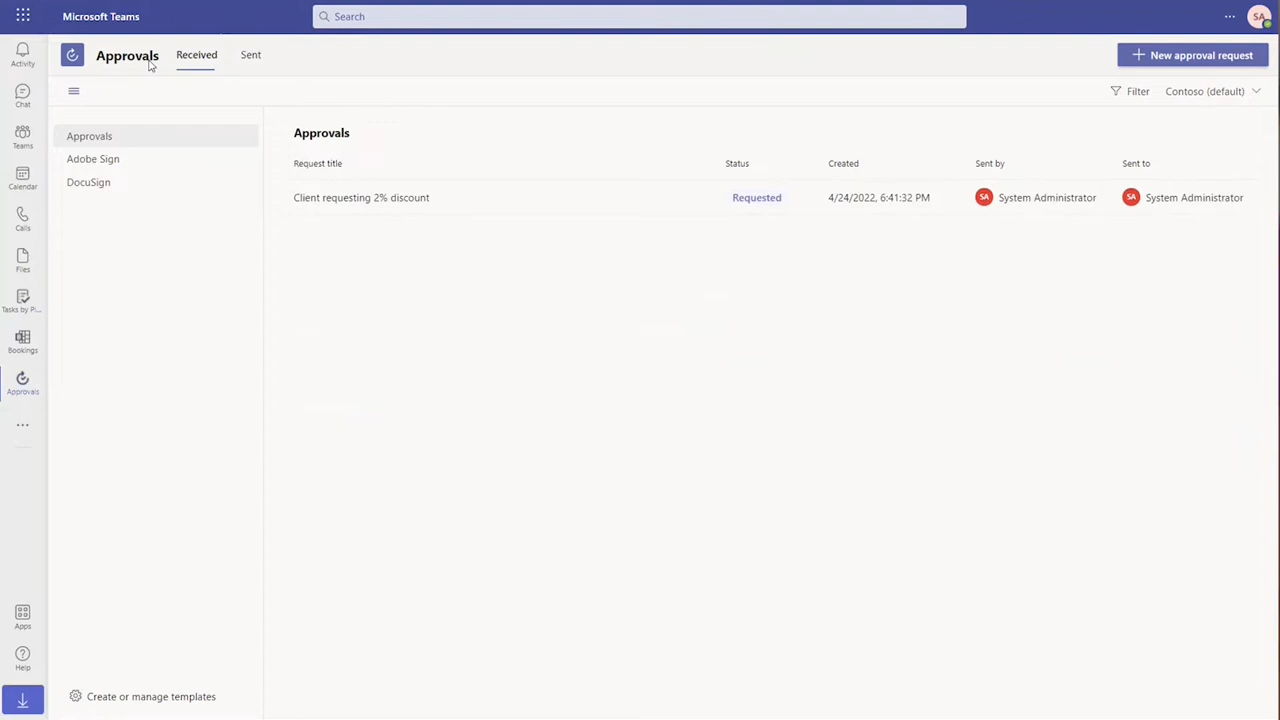 Microsoft Teams
Search
SA
Activity
Chat
Teams
Calendar
Calls
Files
Tasks by P...
Bookings
Approvals
Apps
Help
Approvals
Received
Sent
New approval request
Filter
Contoso (default)
Approvals
Adobe Sign
DocuSign
Create or manage templates
Approvals
Request title Status Created Sent by Sent to
Client requesting 2% discount Requested 4/24/2022, 6:41:32 PM SA System Administrator SA System Administrator